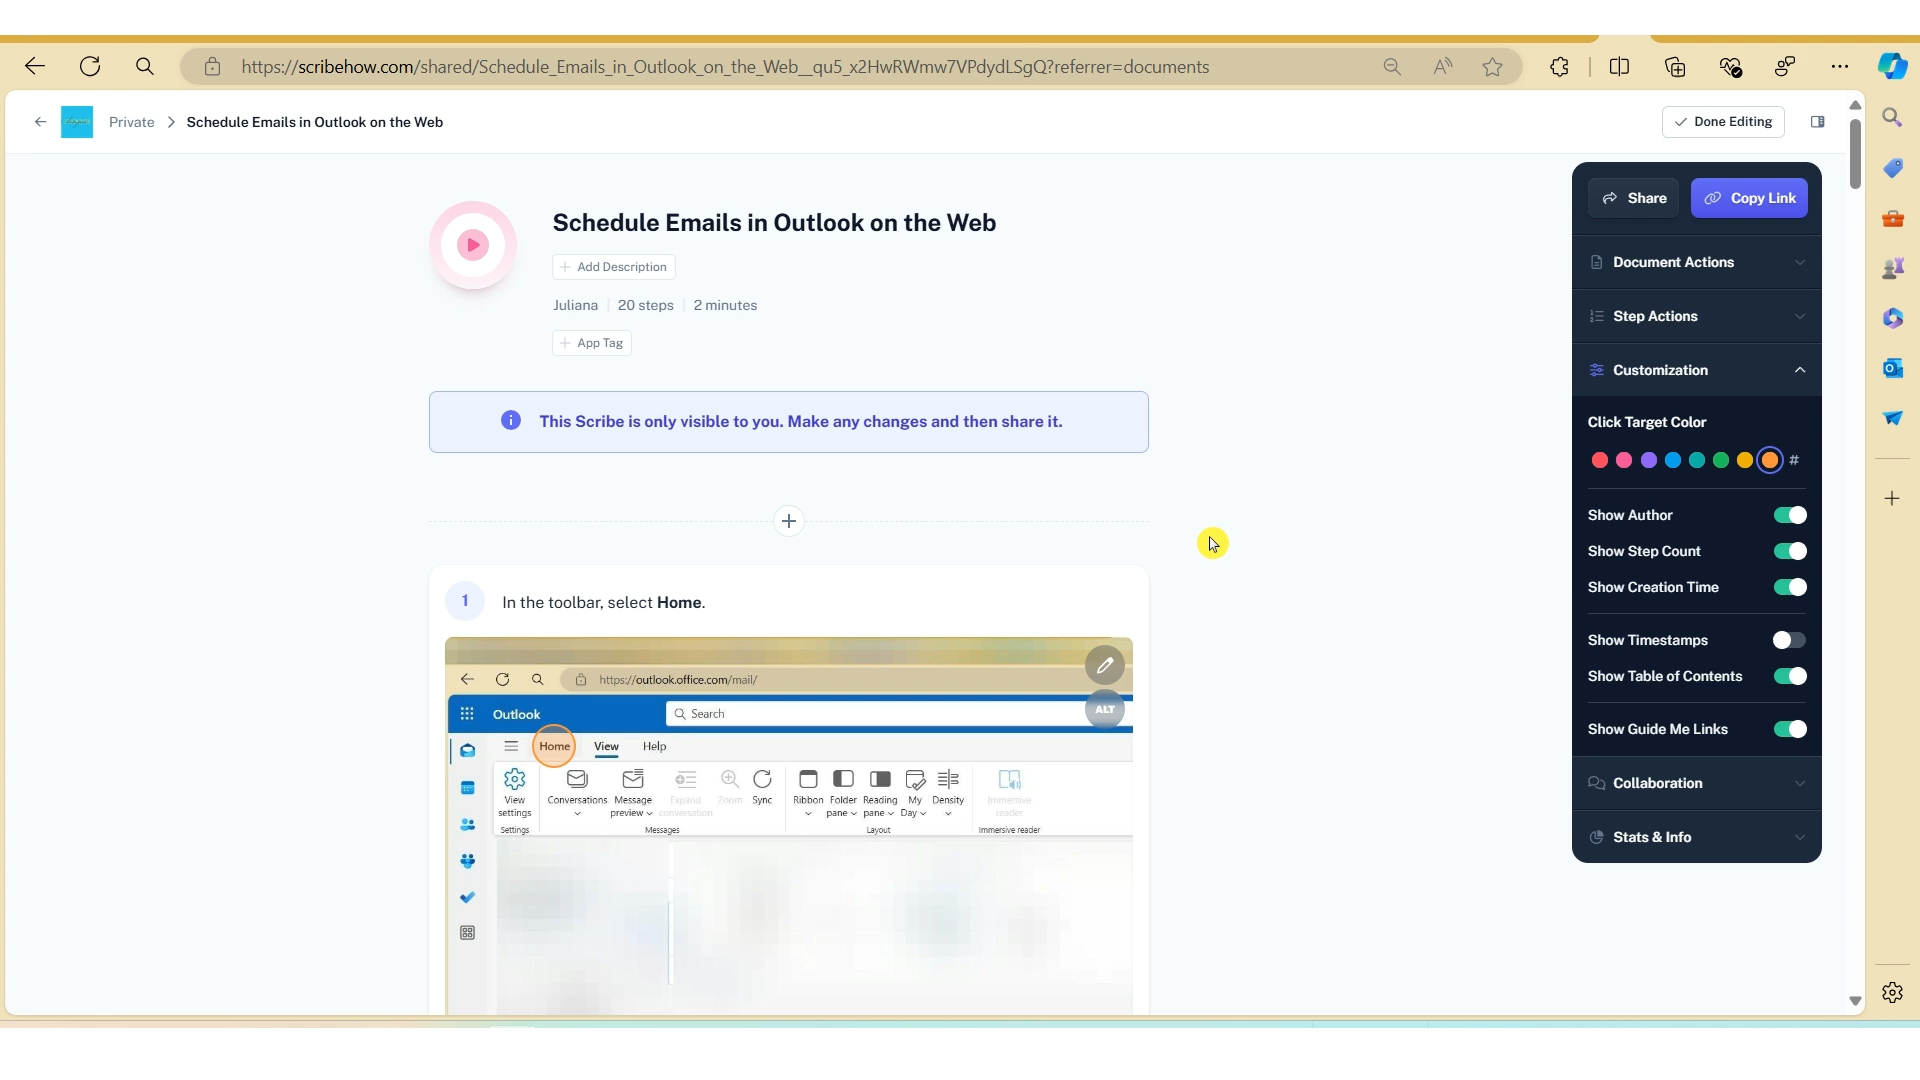 https://scribehow.com/shared/Schedule_Emails_in_Outlook_on_the_Web__qu5_x2HwRWmw7VPdydLSgQ?referrer=documents
Private > Schedule Emails in Outlook on the Web
Done Editing
Share
Copy Link
Schedule Emails in Outlook on the Web
+ Add Description
Juliana | 20 steps | 2 minutes
+ App Tag
This Scribe is only visible to you. Make any changes and then share it.
1 In the toolbar, select Home.
https://outlook.office.com/mail/
ALT
Outlook
Search
Home View Help
View settings
Conversations
Message preview
Expand conversation
Zoom
Sync
Ribbon
Folder pane
Reading pane
My Day
Density
Immersive reader
Settings
Messages
Layout
Immersive reader
Document Actions
Step Actions
Customization
Click Target Color
#
Show Author
Show Step Count
Show Creation Time
Show Timestamps
Show Table of Contents
Show Guide Me Links
Collaboration
Stats & Info